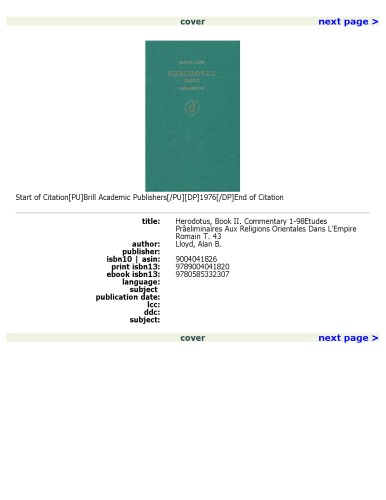 cover next page >
HERODOTUS
Start of Citation[PU]Brill Academic Publishers[/PU][DP]1976[/DP]End of Citation
title: Herodotus, Book II. Commentary 1-98Etudes
Prâeliminaires Aux Religions Orientales Dans L'Empire
Romain T. 43
author: Lloyd, Alan B.
publisher:
isbn10 | asin: 9004041826
print isbn13: 9789004041820
ebook isbn13: 9780585332307
language:
subject
publication date:
lcc:
ddc:
subject:
cover next page >